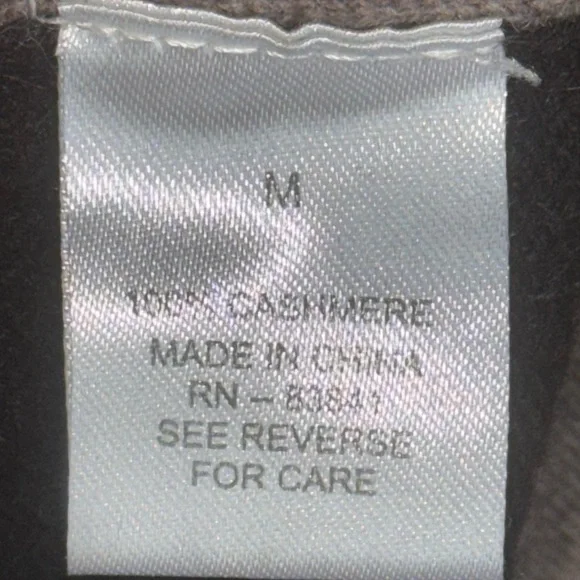 M
100% CASHMERE
MADE IN CHINA
RN – 83841
SEE REVERSE
FOR CARE